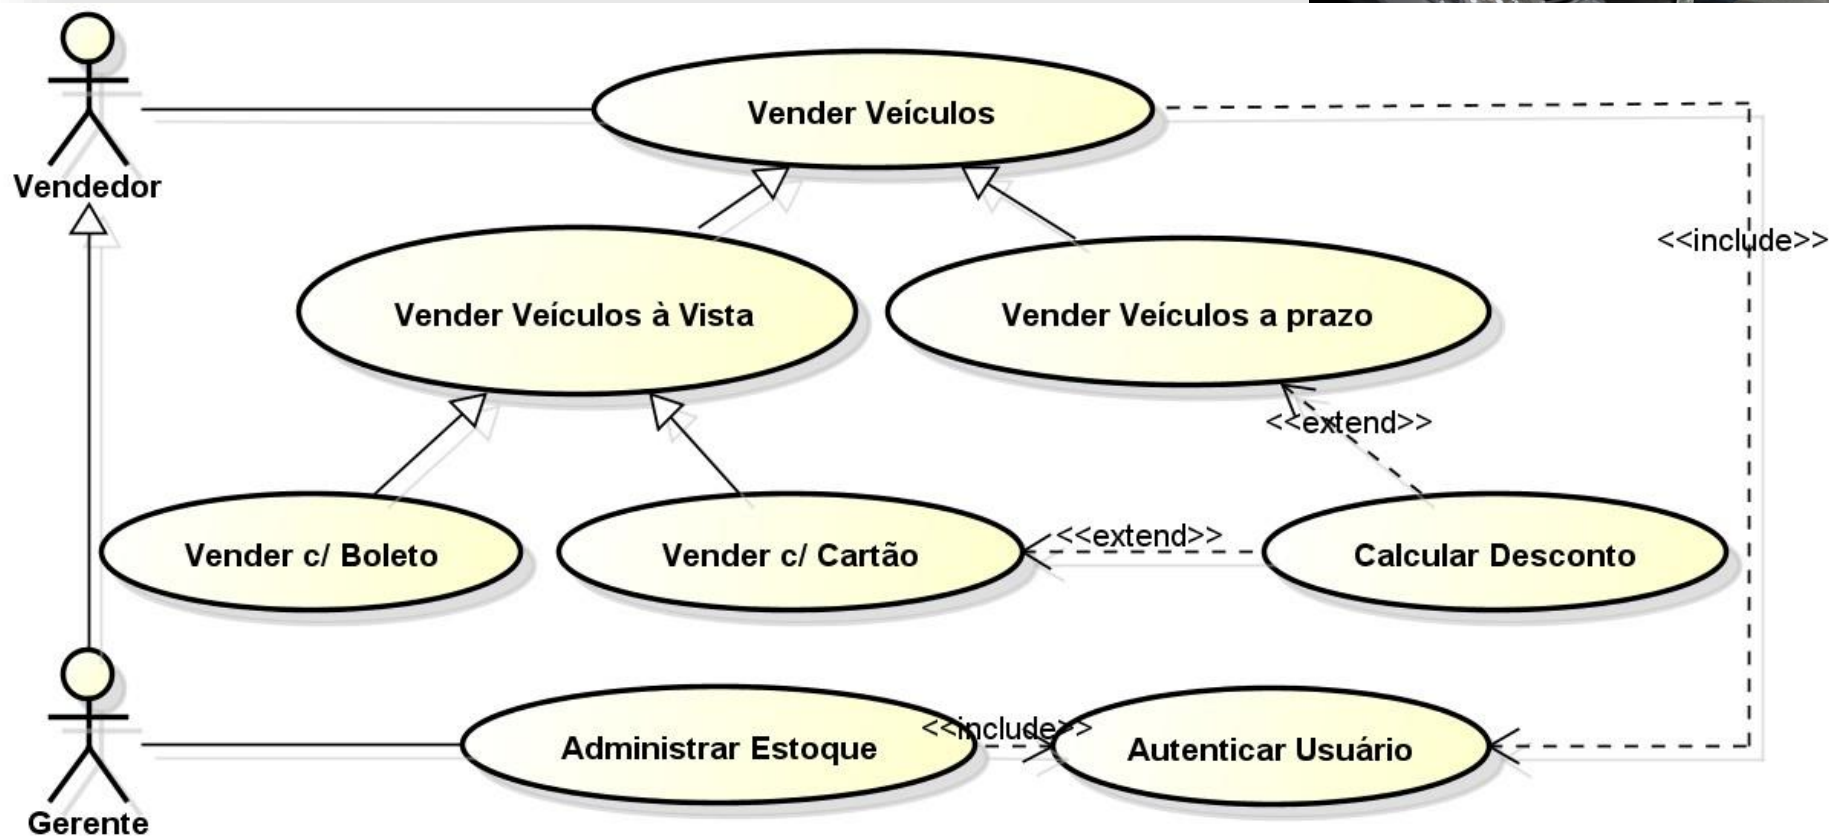 Vender Veículos
Vendedor
<<include>>
Vender Veículos à Vista
Vender Veículos a prazo
<<extend>>
<<extend>>
Vender c/ Boleto
Vender c/ Cartão
Calcular Desconto
<<include>>
Administrar Estoque
Autenticar Usuário
Gerente